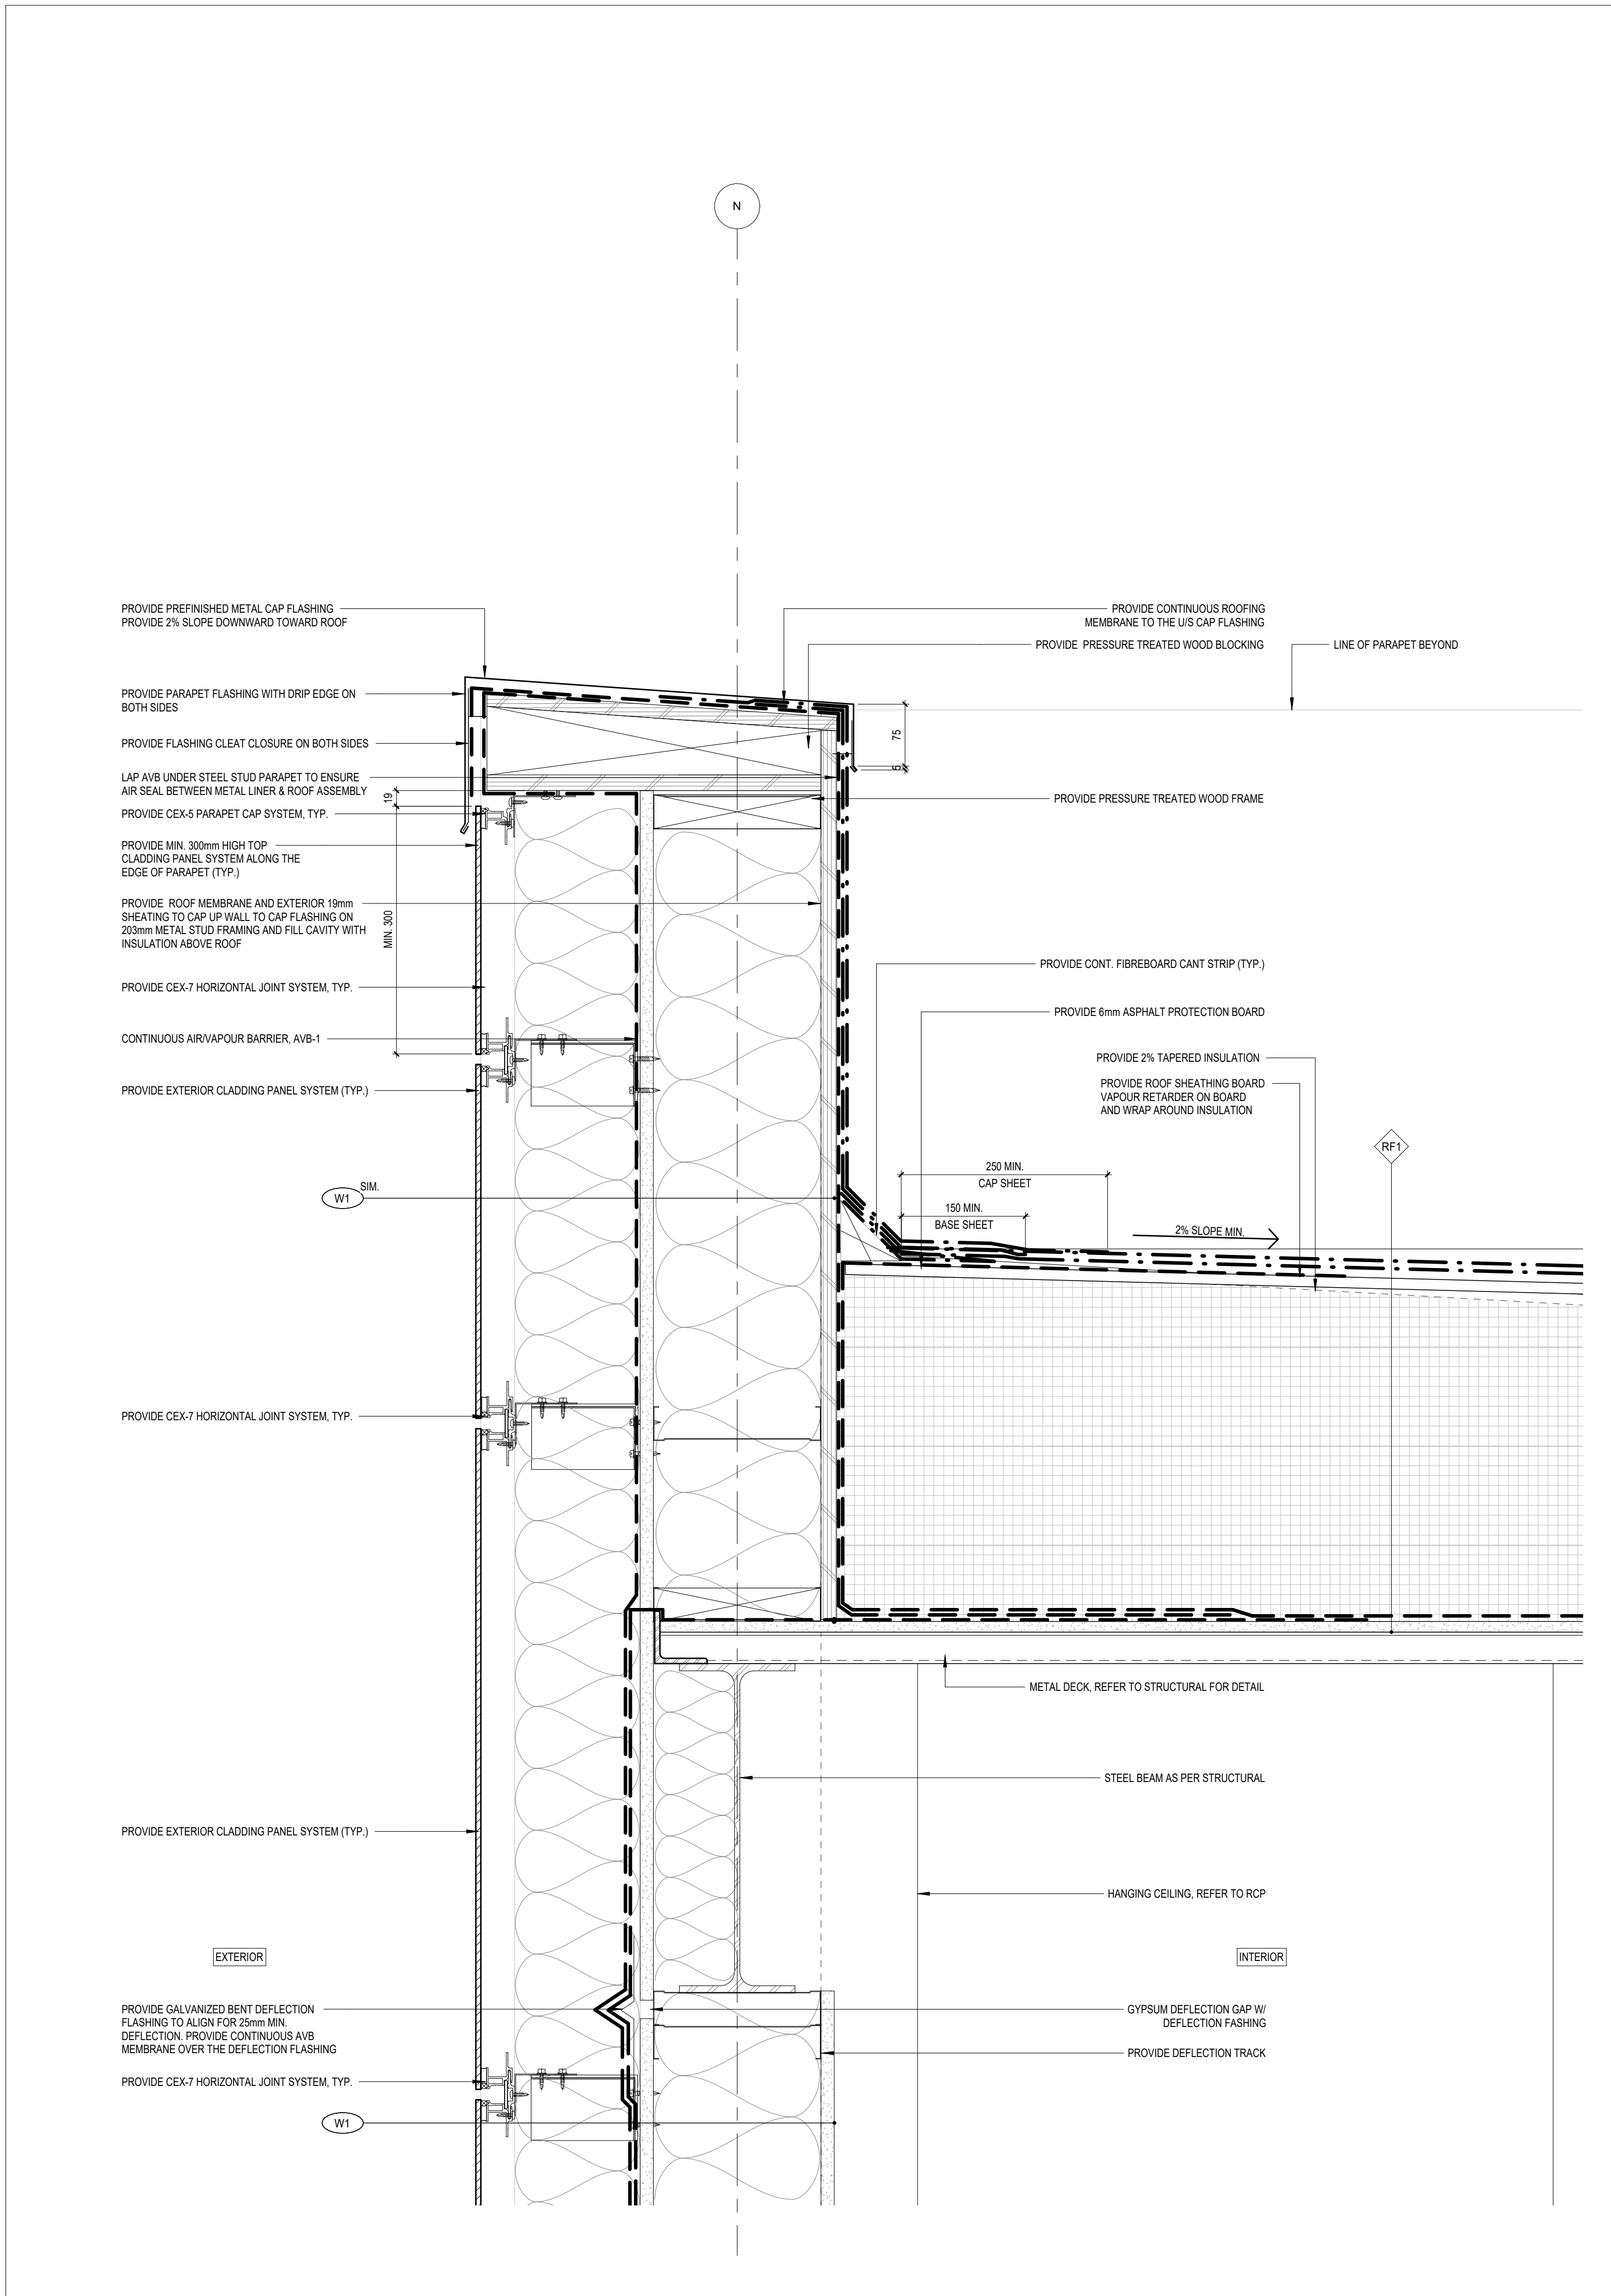 N
PROVIDE PREFINISHED METAL CAP FLASHING
PROVIDE 2% SLOPE DOWNWARD TOWARD ROOF
PROVIDE PARAPET FLASHING WITH DRIP EDGE ON
BOTH SIDES
PROVIDE FLASHING CLEAT CLOSURE ON BOTH SIDES
LAP AVB UNDER STEEL STUD PARAPET TO ENSURE
AIR SEAL BETWEEN METAL LINER & ROOF ASSEMBLY
PROVIDE CEX-5 PARAPET CAP SYSTEM, TYP.
PROVIDE MIN. 300mm HIGH TOP
CLADDING PANEL SYSTEM ALONG THE
EDGE OF PARAPET (TYP.)
PROVIDE ROOF MEMBRANE AND EXTERIOR 19mm
SHEATING TO CAP UP WALL TO CAP FLASHING ON
203mm METAL STUD FRAMING AND FILL CAVITY WITH
INSULATION ABOVE ROOF
PROVIDE CEX-7 HORIZONTAL JOINT SYSTEM, TYP.
CONTINUOUS AIR/VAPOUR BARRIER, AVB-1
PROVIDE EXTERIOR CLADDING PANEL SYSTEM (TYP.)
19
MIN. 300
W1
SIM.
PROVIDE CEX-7 HORIZONTAL JOINT SYSTEM, TYP.
PROVIDE EXTERIOR CLADDING PANEL SYSTEM (TYP.)
EXTERIOR
PROVIDE GALVANIZED BENT DEFLECTION
FLASHING TO ALIGN FOR 25mm MIN.
DEFLECTION. PROVIDE CONTINUOUS AVB
MEMBRANE OVER THE DEFLECTION FLASHING
PROVIDE CEX-7 HORIZONTAL JOINT SYSTEM, TYP.
W1
PROVIDE CONTINUOUS ROOFING
MEMBRANE TO THE U/S CAP FLASHING
PROVIDE PRESSURE TREATED WOOD BLOCKING
LINE OF PARAPET BEYOND
75
5
PROVIDE PRESSURE TREATED WOOD FRAME
PROVIDE CONT. FIBREBOARD CANT STRIP (TYP.)
PROVIDE 6mm ASPHALT PROTECTION BOARD
PROVIDE 2% TAPERED INSULATION
PROVIDE ROOF SHEATHING BOARD
VAPOUR RETARDER ON BOARD
AND WRAP AROUND INSULATION
RF1
250 MIN.
CAP SHEET
150 MIN.
BASE SHEET
2% SLOPE MIN.
METAL DECK, REFER TO STRUCTURAL FOR DETAIL
STEEL BEAM AS PER STRUCTURAL
HANGING CEILING, REFER TO RCP
INTERIOR
GYPSUM DEFLECTION GAP W/
DEFLECTION FASHING
PROVIDE DEFLECTION TRACK